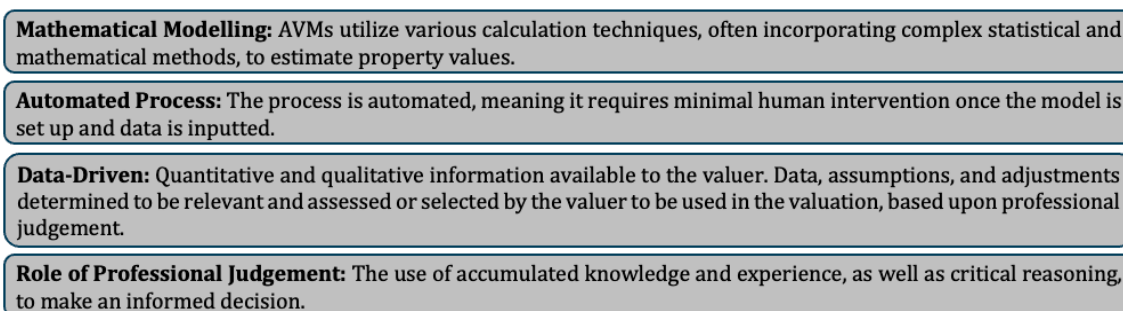 Mathematical Modelling: AVMs utilize various calculation techniques, often incorporating complex statistical and
mathematical methods, to estimate property values.
Automated Process: The process is automated, meaning it requires minimal human intervention once the model is
set up and data is inputted.
Data-Driven: Quantitative and qualitative information available to the valuer. Data, assumptions, and adjustments
determined to be relevant and assessed or selected by the valuer to be used in the valuation, based upon professional
judgement.
Role of Professional Judgement: The use of accumulated knowledge and experience, as well as critical reasoning,
to make an informed decision.